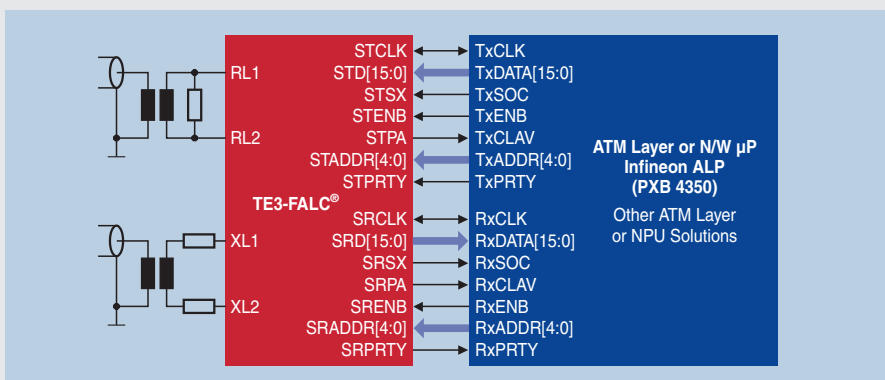 STCLK TxCLK
RL1 STD[15:0] TxDATA[15:0]
STSX TxSOC
STENB TxENB
RL2 STPA TxCLAV
STADDR[4:0] TxADDR[4:0]
STPRTY TxPRTY
TE3-FALC®
SRCLK RxCLK
XL1 SRD[15:0] RxDATA[15:0]
SRSX RxSOC
SRPA RxCLAV
XL2 SRENB RxENB
SRADDR[4:0] RxADDR[4:0]
SRPRTY RxPRTY
ATM Layer or N/W µP
Infineon ALP
(PXB 4350)
Other ATM Layer
or NPU Solutions